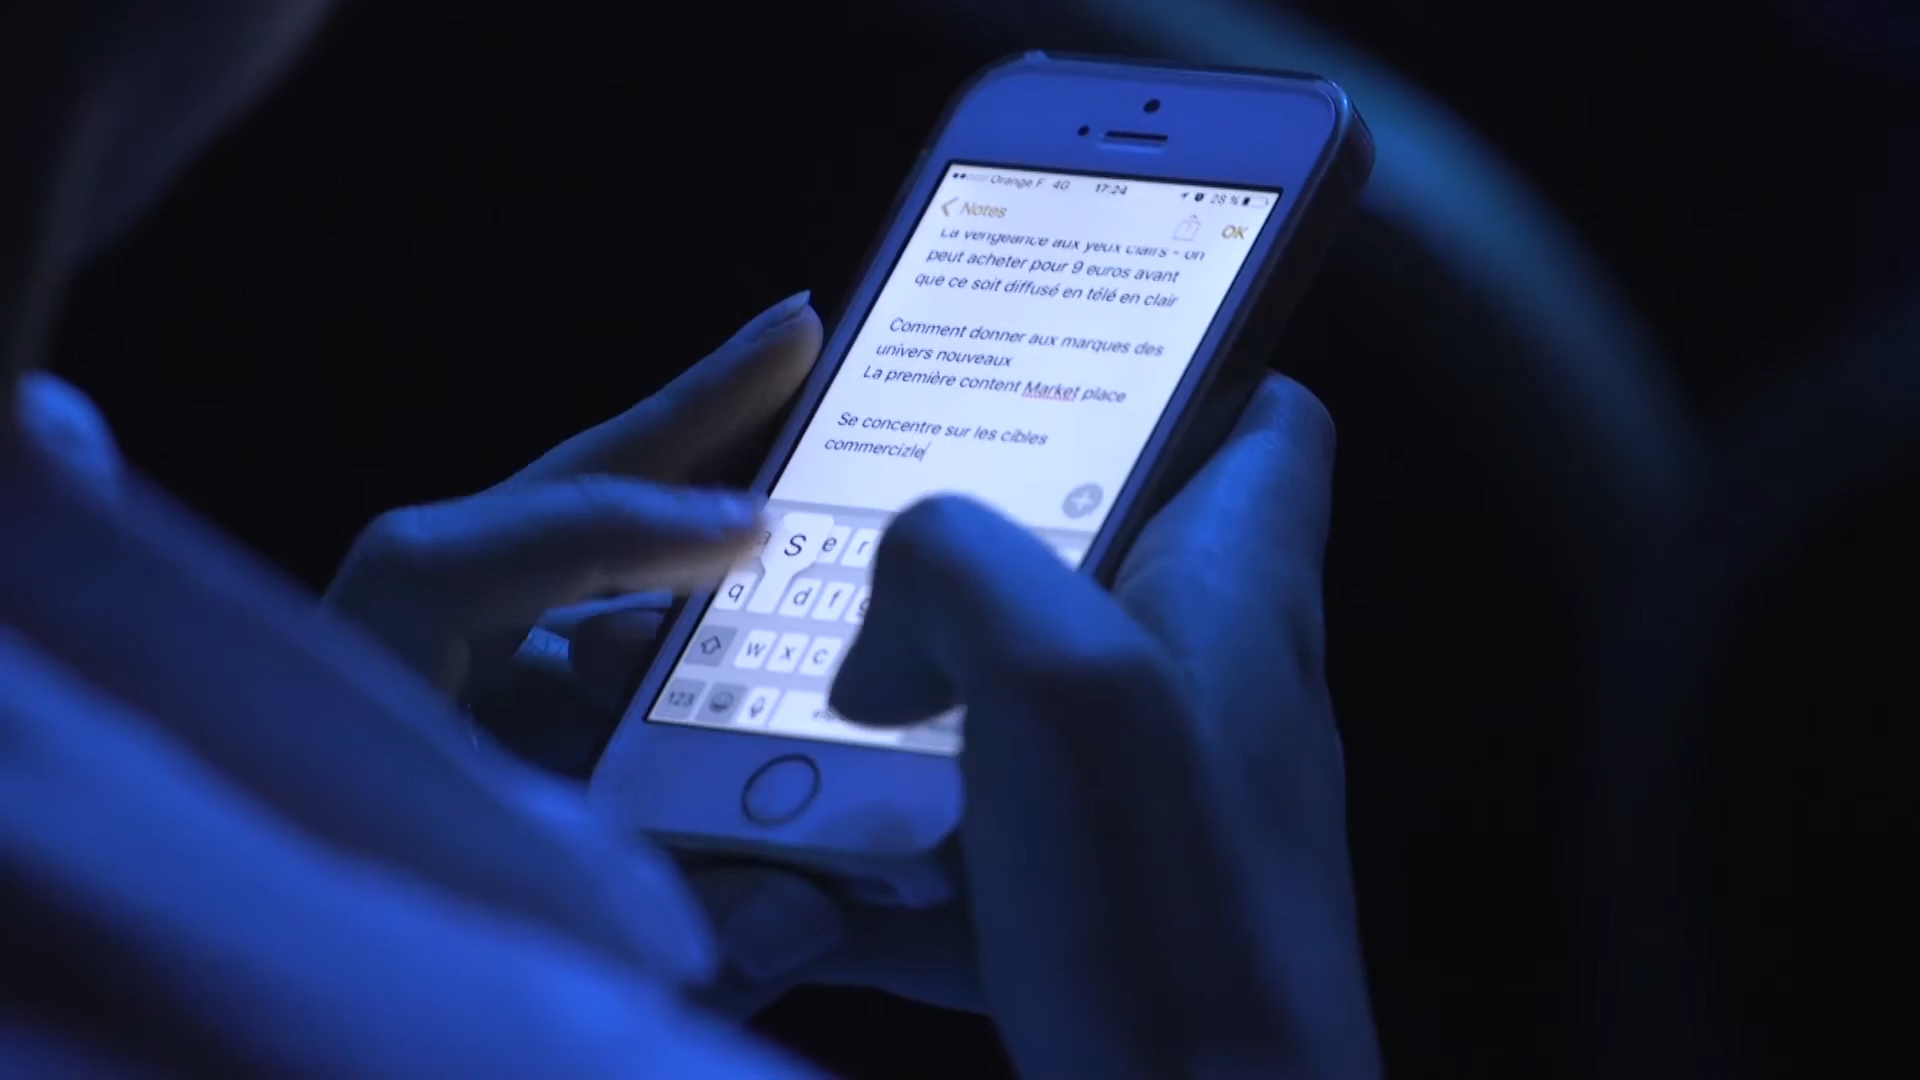 Orange F 4G 17:24 28 %
Notes OK
La vengeance aux yeux clairs - on
peut acheter pour 9 euros avant
que ce soit diffusé en télé en clair
Comment donner aux marques des
univers nouveaux
La première content Market place
Se concentre sur les cibles
commercizle
a S e r
q d f g
w x c
123